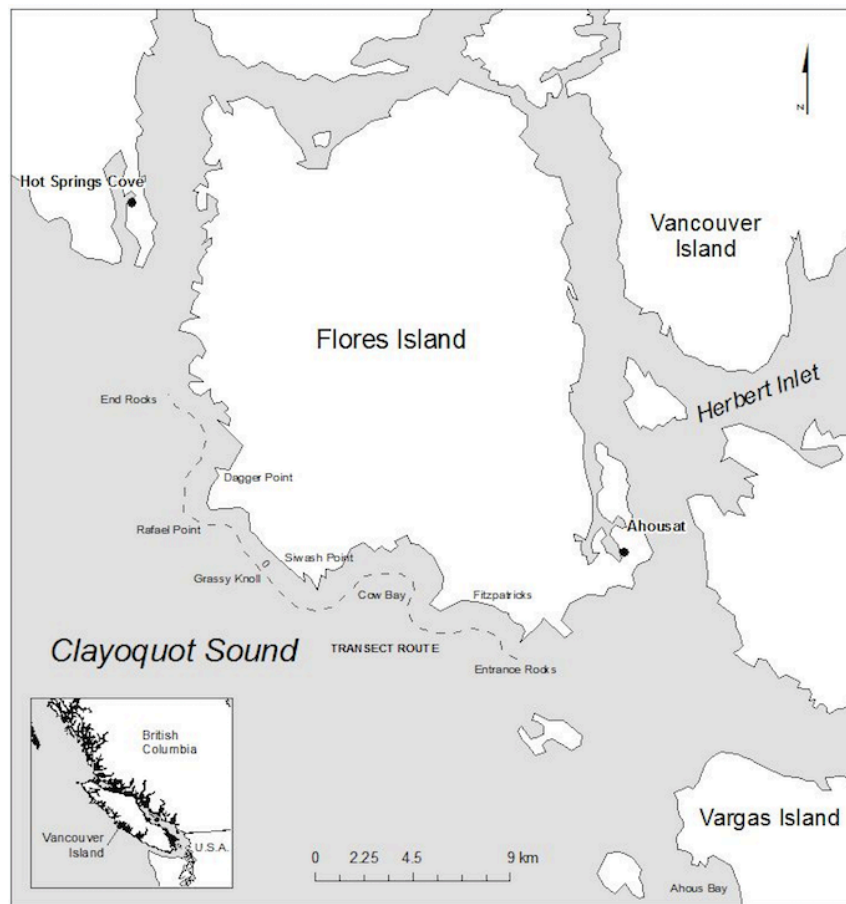 N
Hot Springs Cove
Vancouver
Island
Flores Island
Herbert Inlet
End Rocks
Dagger Point
Ahousat
Rafael Point
Siwash Point
Grassy Knoll
Cow Bay
Fitzpatricks
Clayoquot Sound
TRANSECT ROUTE
Entrance Rocks
British
Columbia
Vancouver
Island
U.S.A.
0 2.25 4.5 9 km
Vargas Island
Ahous Bay